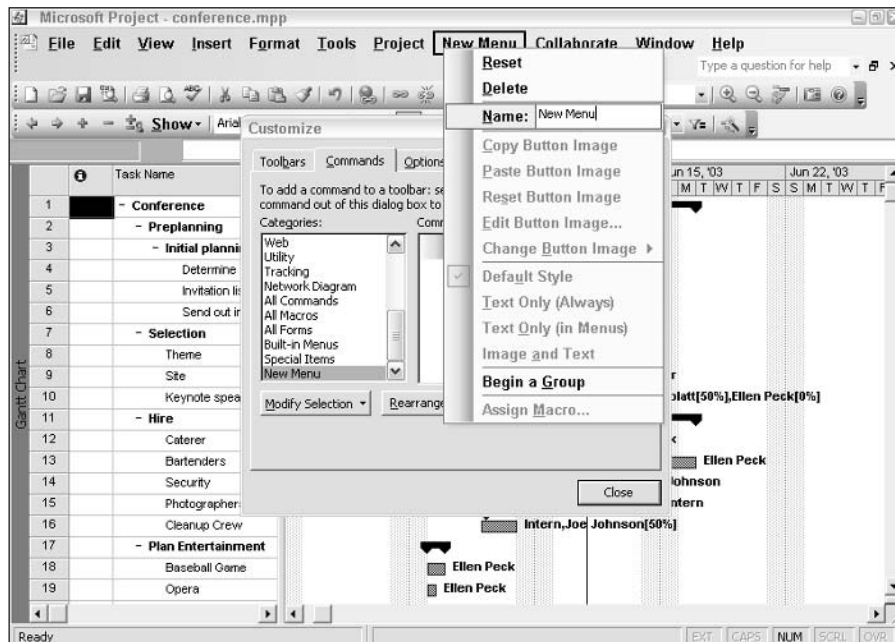 Microsoft Project - conference.mpp
File Edit View Insert Format Tools Project New Menu Collaborate Window Help
Type a question for help
Show
Customize
Toolbars Commands Options
To add a command to a toolbar:
command out of this dialog box to
Categories:
Web
Utility
Tracking
Network Diagram
All Commands
All Macros
All Forms
Built-in Menus
Special Items
New Menu
Modify Selection
Rearrange
Close
Reset
Delete
Name: New Menu
Copy Button Image
Paste Button Image
Reset Button Image
Edit Button Image...
Change Button Image
Default Style
Text Only (Always)
Text Only (in Menus)
Image and Text
Begin a Group
Assign Macro...
Task Name
15, '03 Jun 22, '03
M T W T F S S M T W T F
1 - Conference
2 - Preplanning
3 - Initial
4 Determine
5 Invitation
6 Send out
7 - Selection
8 Theme
9 Site
10 Keynote
11 - Hire
12 Caterer
13 Bartenders
14 Security
15
16 Cleanup Crew
17 - Plan Entertainment
18 Baseball Game
19 Opera
[50%],Ellen Peck[0%]
Ellen Peck
Johnson
Intern,Joe Johnson[50%]
Ellen Peck
Ellen Peck
Gantt Chart
Ready
EXT CAPS NUM SCRL OVR